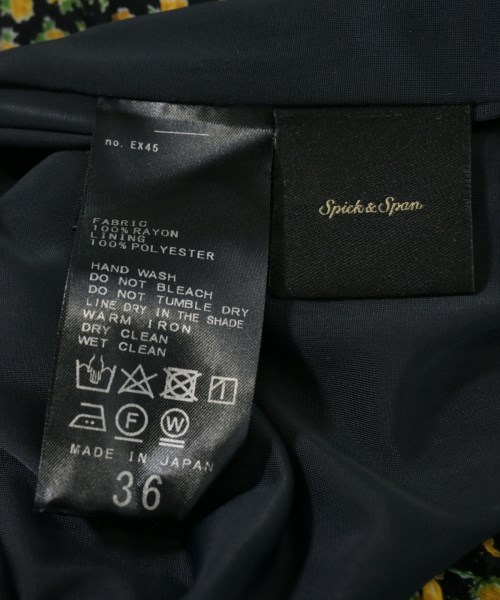 no. EX45
FABRIC
100% RAYON
LINING
100% POLYESTER
HAND WASH
DO NOT BLEACH
DO NOT TUMBLE DRY
LINE DRY IN THE SHADE
WARM IRON
DRY CLEAN
WET CLEAN
F W
MADE IN JAPAN
36
Spick & Span